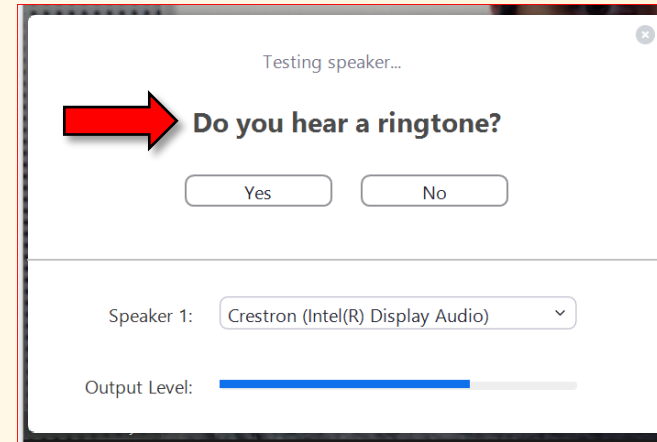 Testing speaker...
Do you hear a ringtone?
Yes
No
Speaker 1:
Crestron (Intel(R) Display Audio)
Output Level: